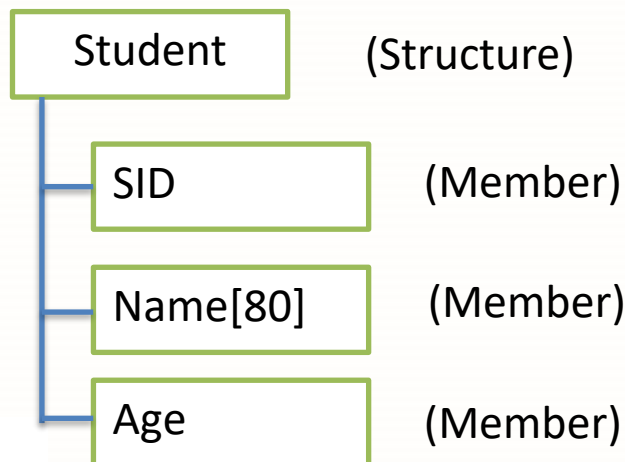 Student (Structure)
SID (Member)
Name[80] (Member)
Age (Member)